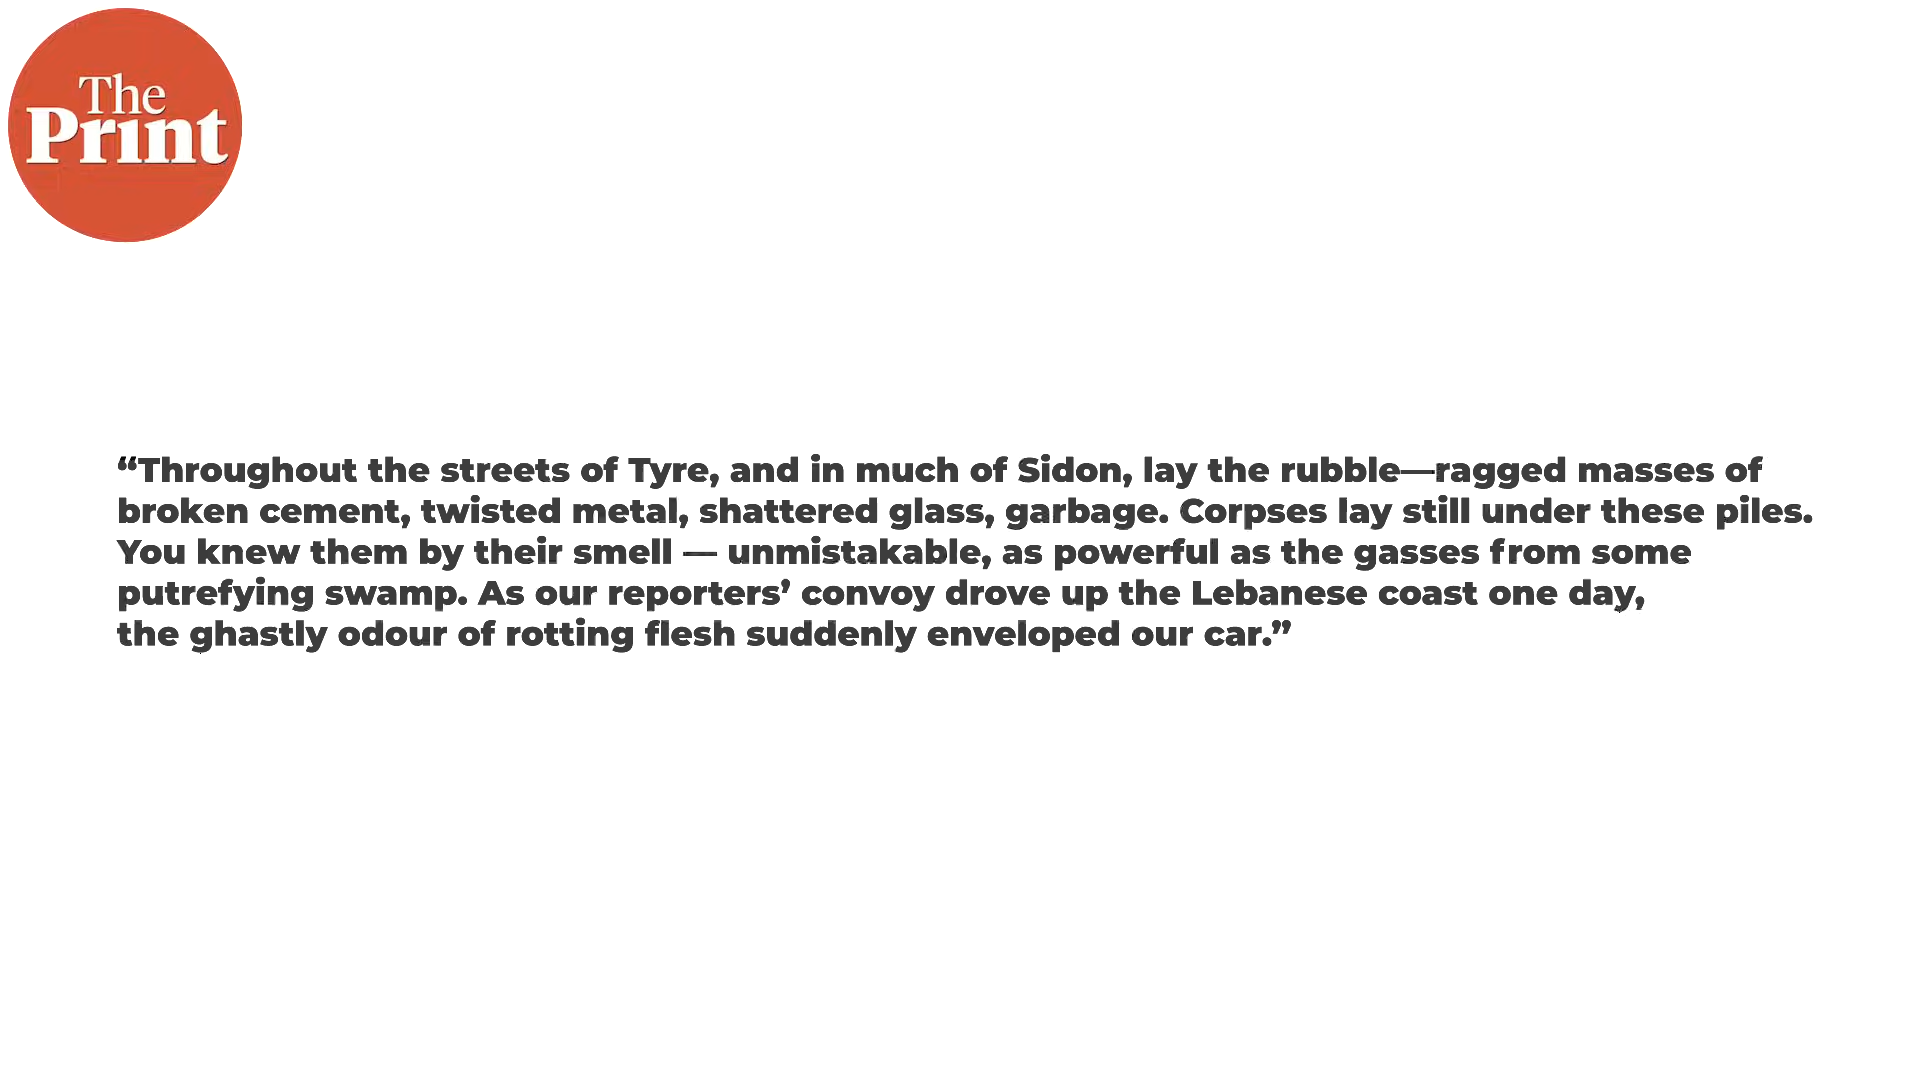 The
Print
“Throughout the streets of Tyre, and in much of Sidon, lay the rubble—ragged masses of
broken cement, twisted metal, shattered glass, garbage. Corpses lay still under these piles.
You knew them by their smell — unmistakable, as powerful as the gasses from some
putrefying swamp. As our reporters’ convoy drove up the Lebanese coast one day,
the ghastly odour of rotting flesh suddenly enveloped our car.”